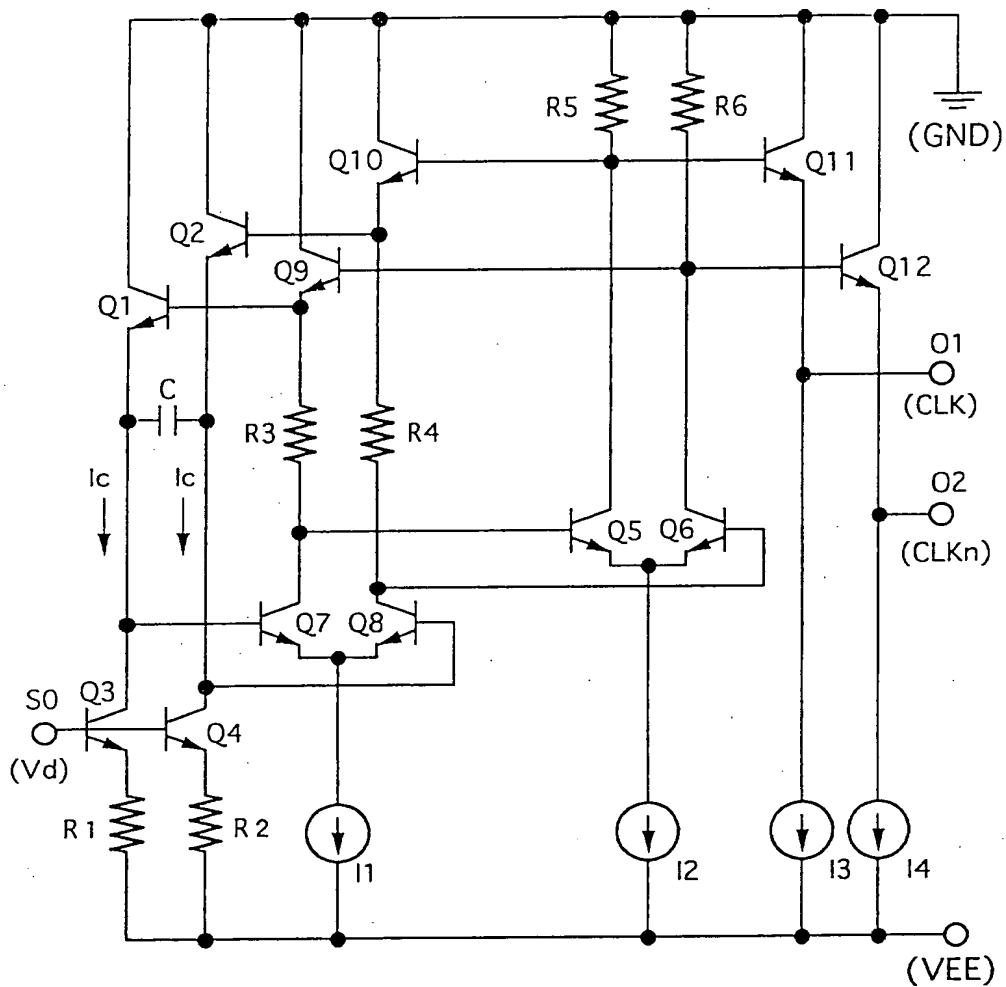 R5
R6
(GND)
Q10
Q11
Q2
Q9
Q12
Q1
O1
(CLK)
C
R3
R4
Ic
Ic
O2
(CLKn)
Q5
Q6
Q7
Q8
S0
Q3
(Vd)
Q4
R1
R2
I1
I2
I3
I4
(VEE)